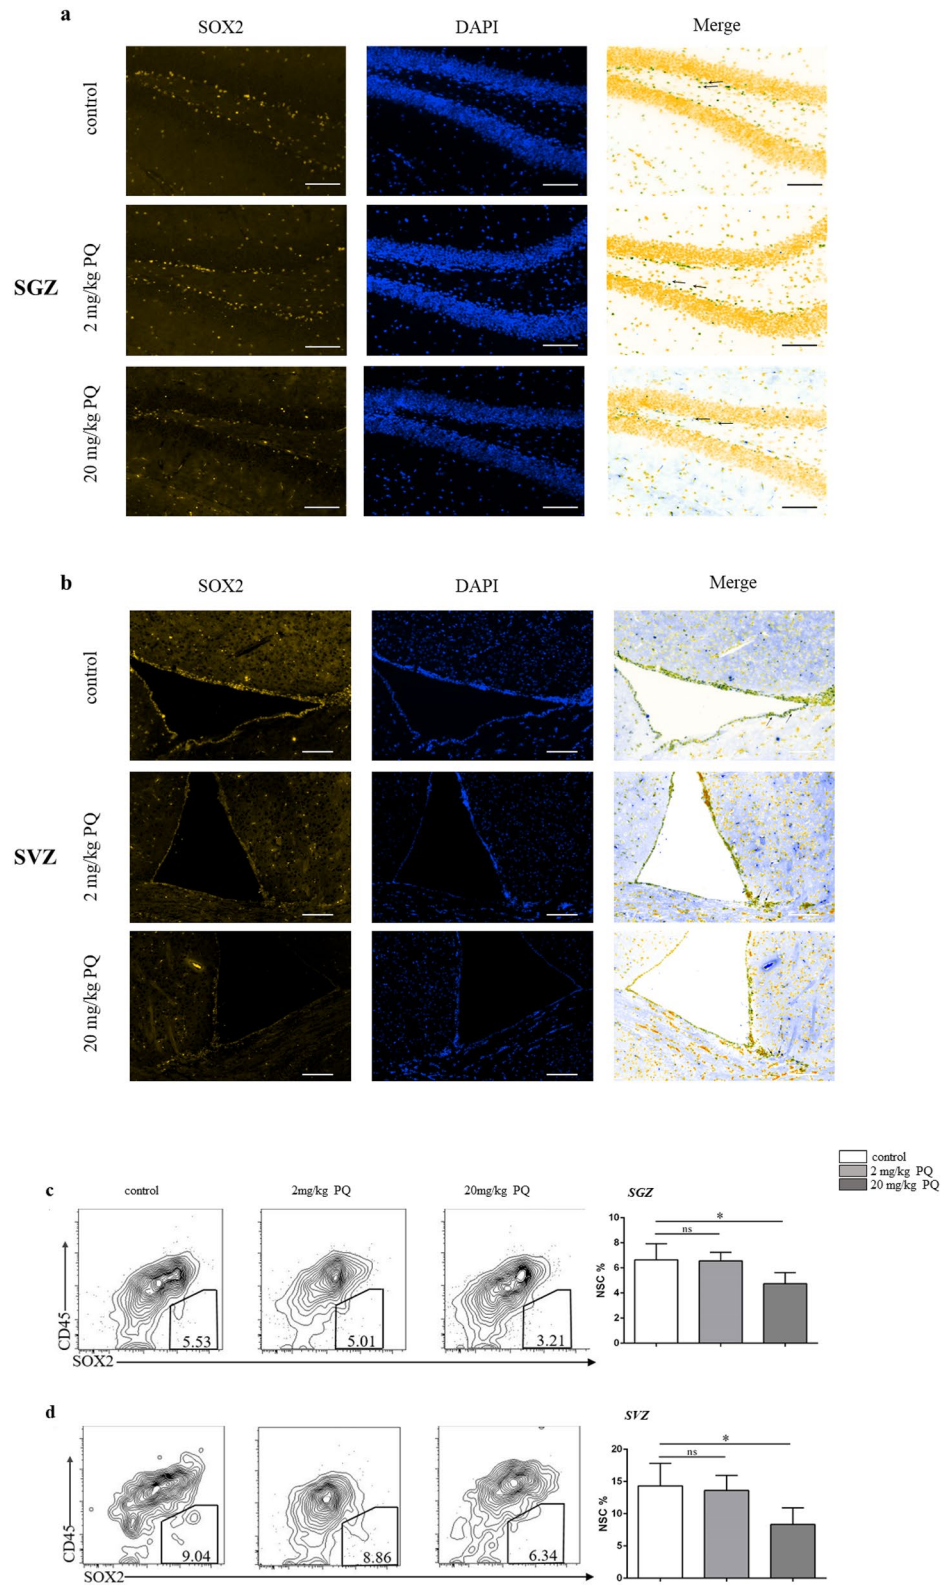 a
SOX2 DAPI Merge
control
SGZ
2 mg/kg PQ
20 mg/kg PQ
b
SOX2 DAPI Merge
control
SVZ
2 mg/kg PQ
20 mg/kg PQ
control
2 mg/kg PQ
20 mg/kg PQ
c
control 2mg/kg PQ 20mg/kg PQ SGZ
CD45
5.53 5.01 3.21
SOX2
NSC %
10
8
6
4
2
0
ns
*
d
SVZ
CD45
9.04 8.86 6.34
SOX2
NSC %
20
15
10
5
0
ns
*